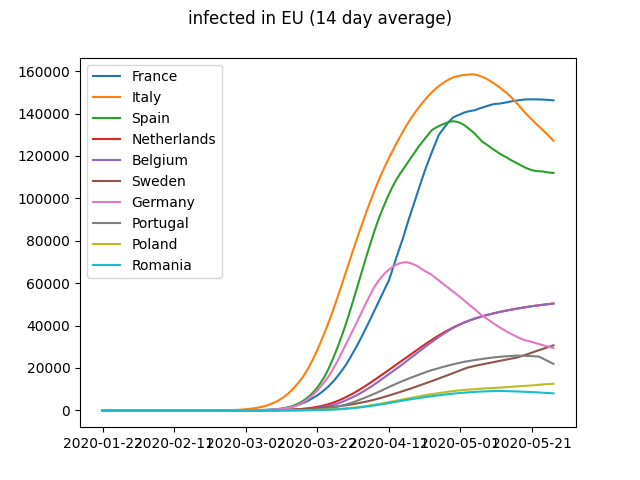 infected in EU (14 day average)
160000
140000
120000
100000
80000
60000
40000
20000
0
France
Italy
Spain
Netherlands
Belgium
Sweden
Germany
Portugal
Poland
Romania
2020-01-22 2020-02-11 2020-03-02 2020-03-22 2020-04-11 2020-05-01 2020-05-21